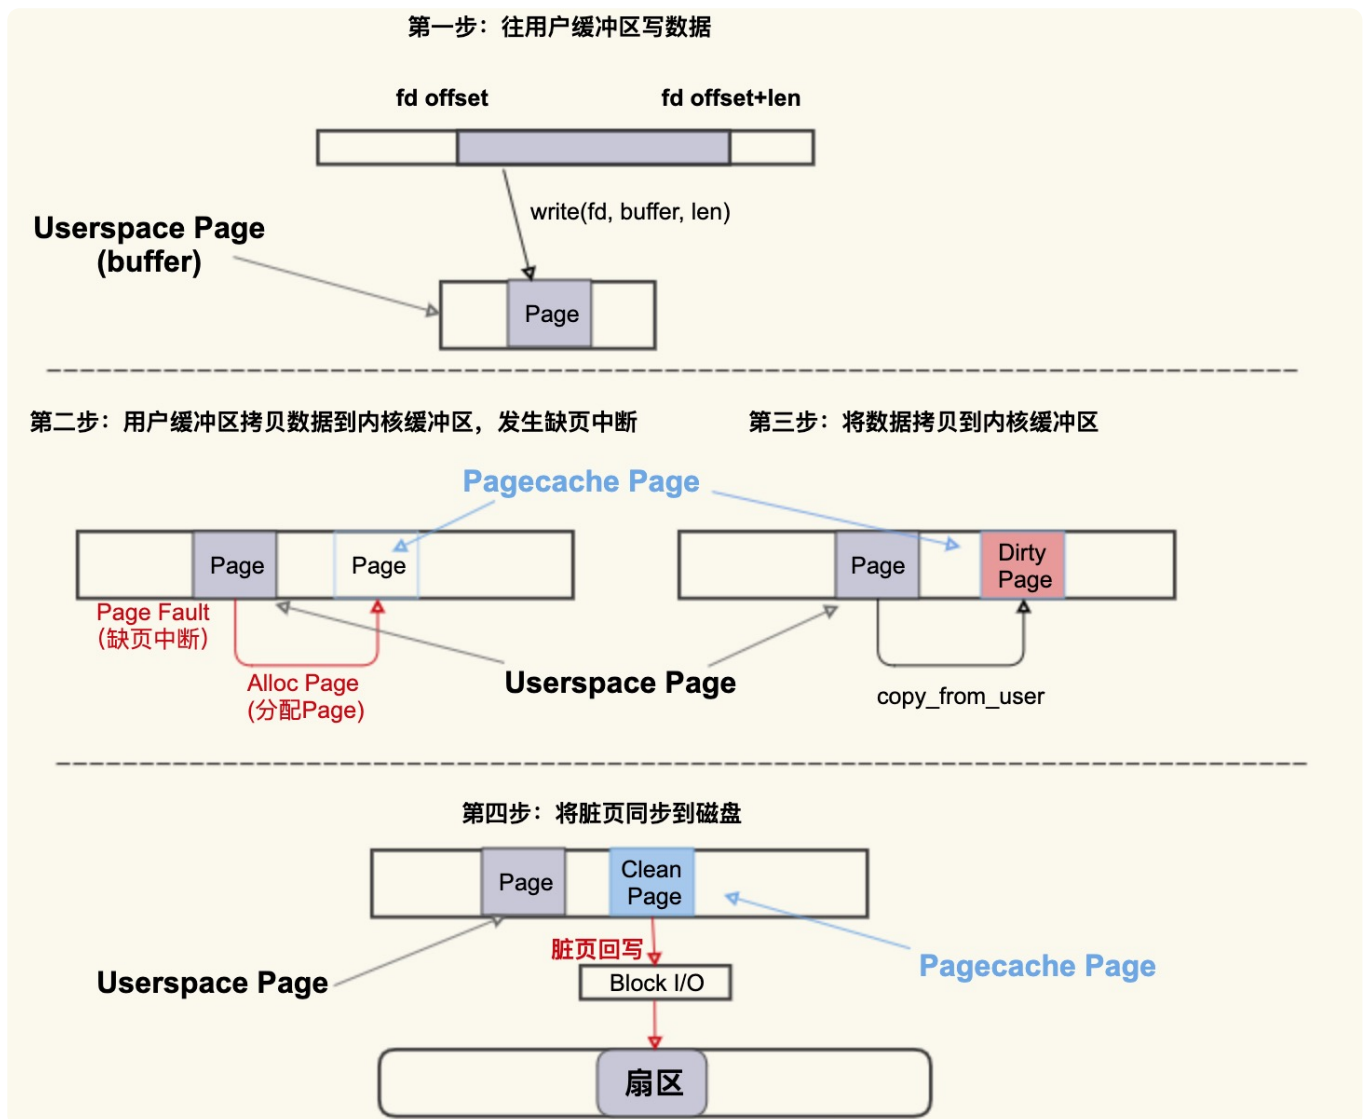 第一步：往用户缓冲区写数据
fd offset
fd offset+len
write(fd, buffer, len)
Userspace Page
(buffer)
Page
第二步：用户缓冲区拷贝数据到内核缓冲区，发生缺页中断
第三步：将数据拷贝到内核缓冲区
Pagecache Page
Page
Page
Page
Dirty
Page
Page Fault
(缺页中断)
Alloc Page
(分配Page)
Userspace Page
copy_from_user
第四步：将脏页同步到磁盘
Page
Clean
Page
脏页回写
Userspace Page
Block I/O
Pagecache Page
扇区